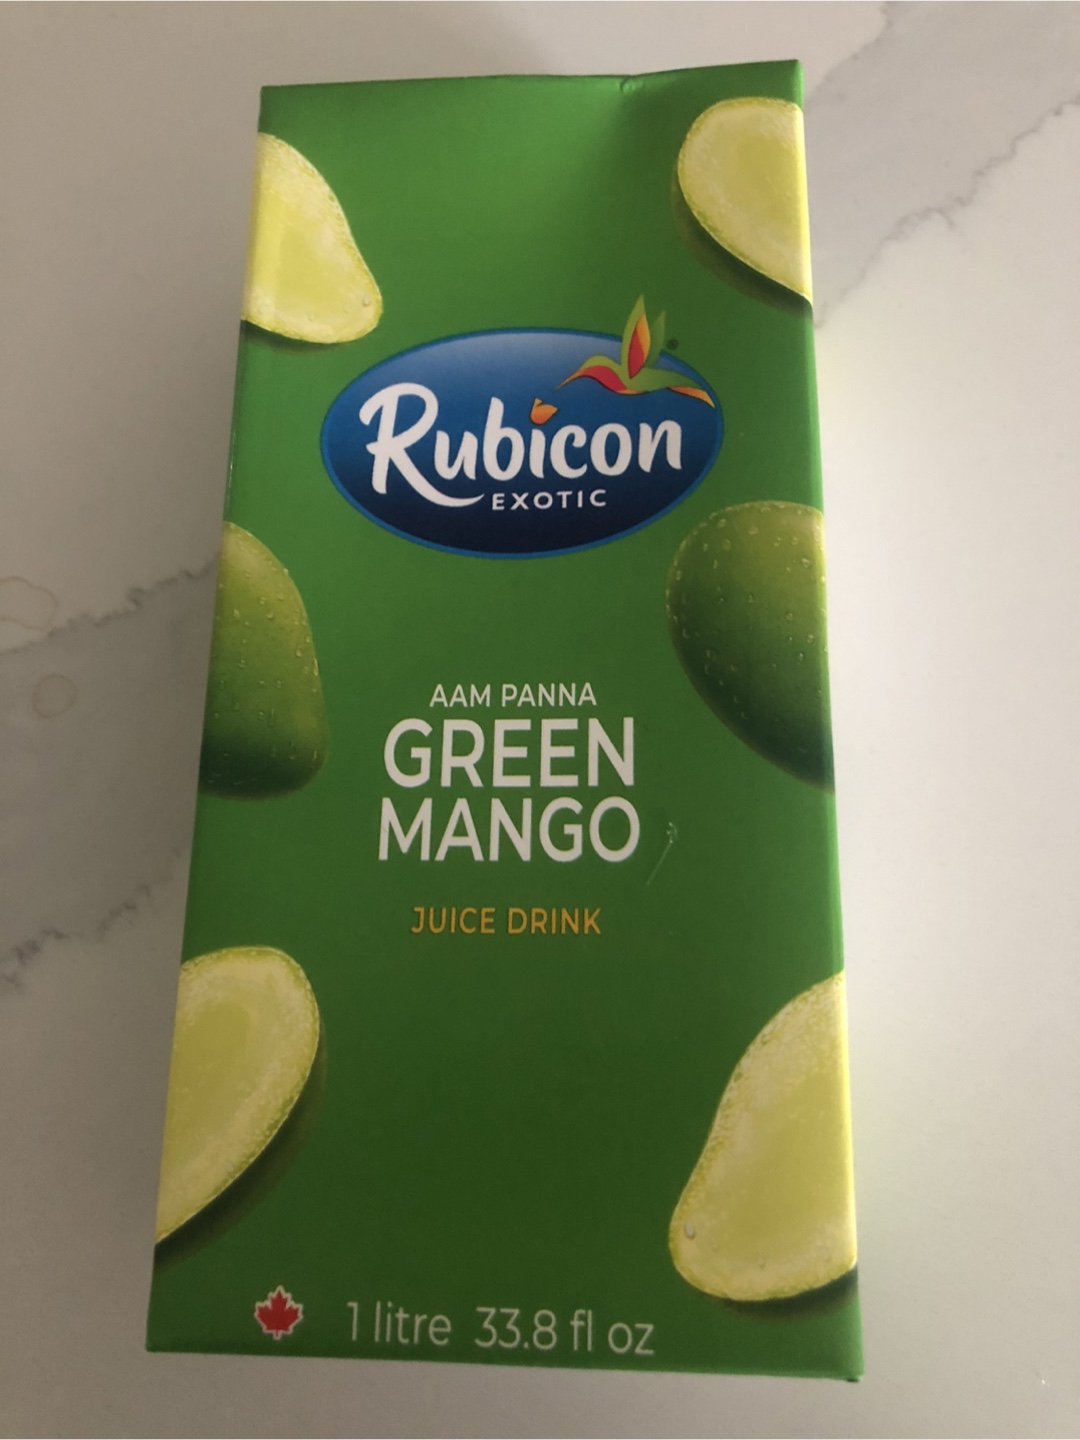 Rubicon
EXOTIC
AAM PANNA
GREEN
MANGO
JUICE DRINK
1 litre 33.8 fl oz